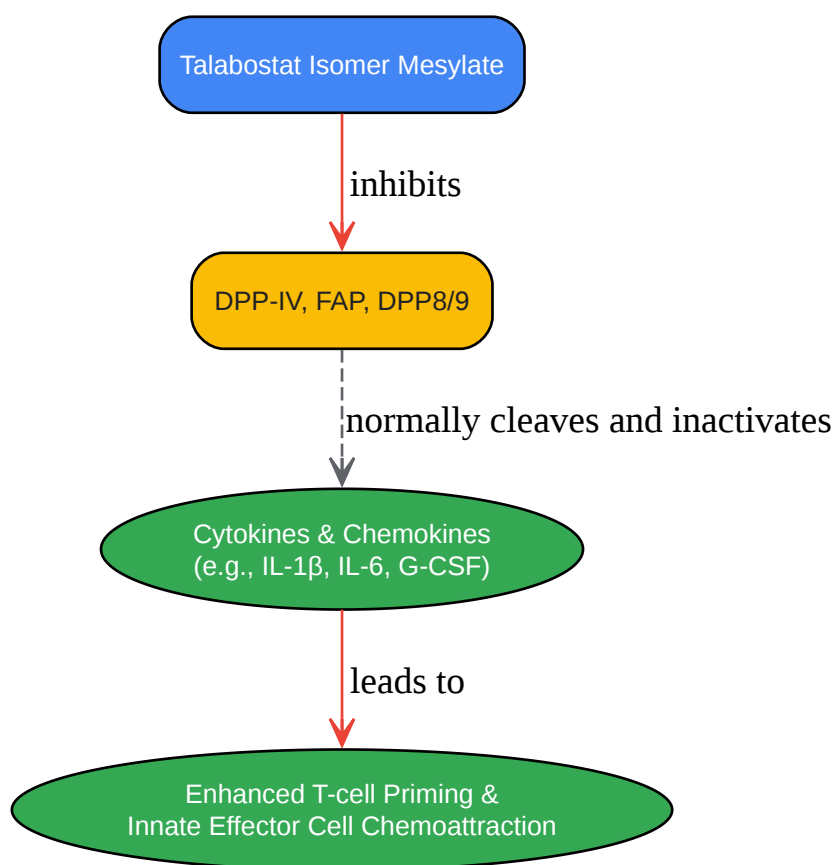 Talabostat Isomer Mesylate
inhibits
DPP-IV, FAP, DPP8/9
normally cleaves and inactivates
Cytokines & Chemokines
(e.g., IL-1β, IL-6, G-CSF)
leads to
Enhanced T-cell Priming &
Innate Effector Cell Chemoattraction